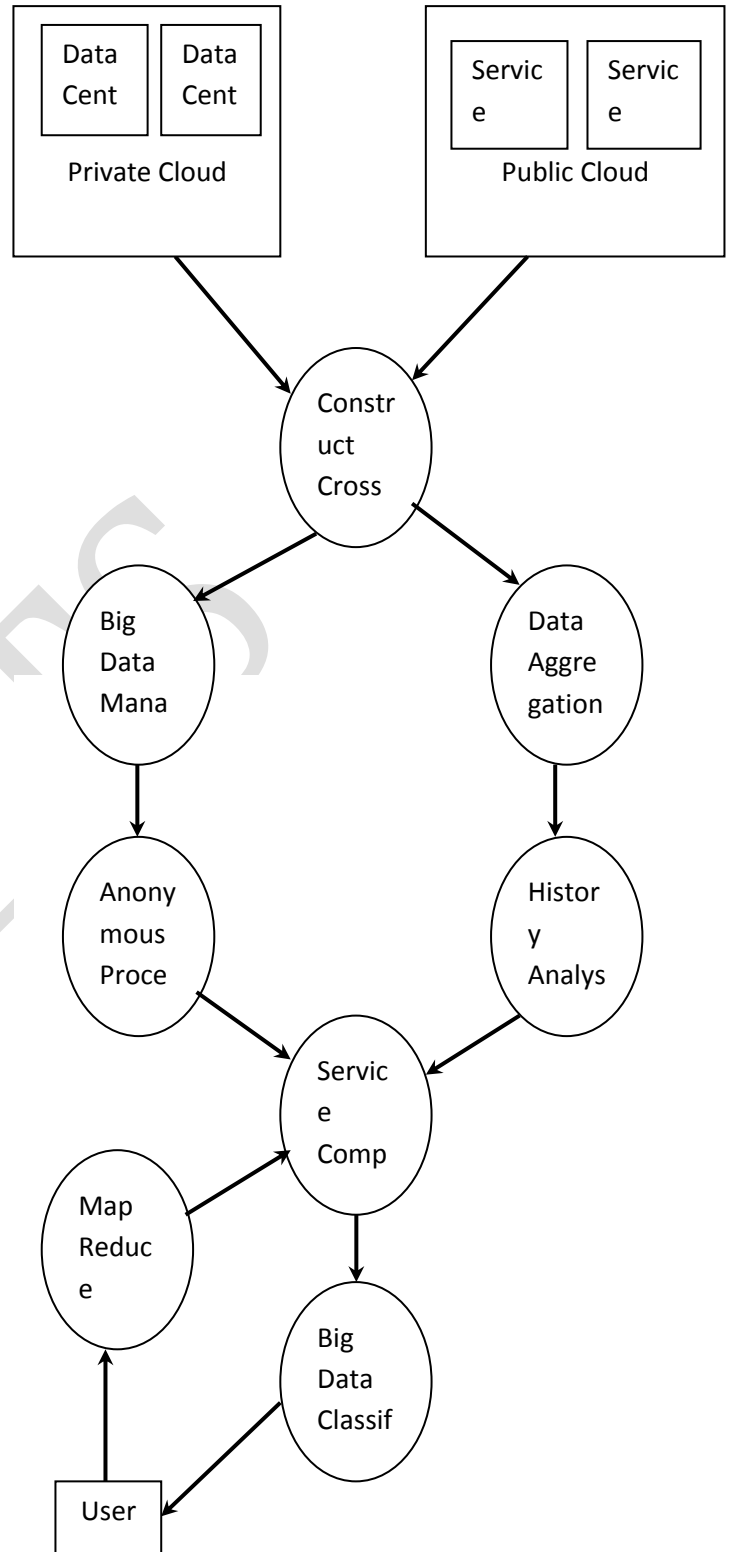 Data
Cent
Data
Cent
Private Cloud
Servic
e
Servic
e
Public Cloud
Constr
uct
Cross
Big
Data
Mana
Data
Aggre
gation
Anony
mous
Proce
Histor
y
Analys
Servic
e
Comp
Map
Reduc
e
Big
Data
Classif
User